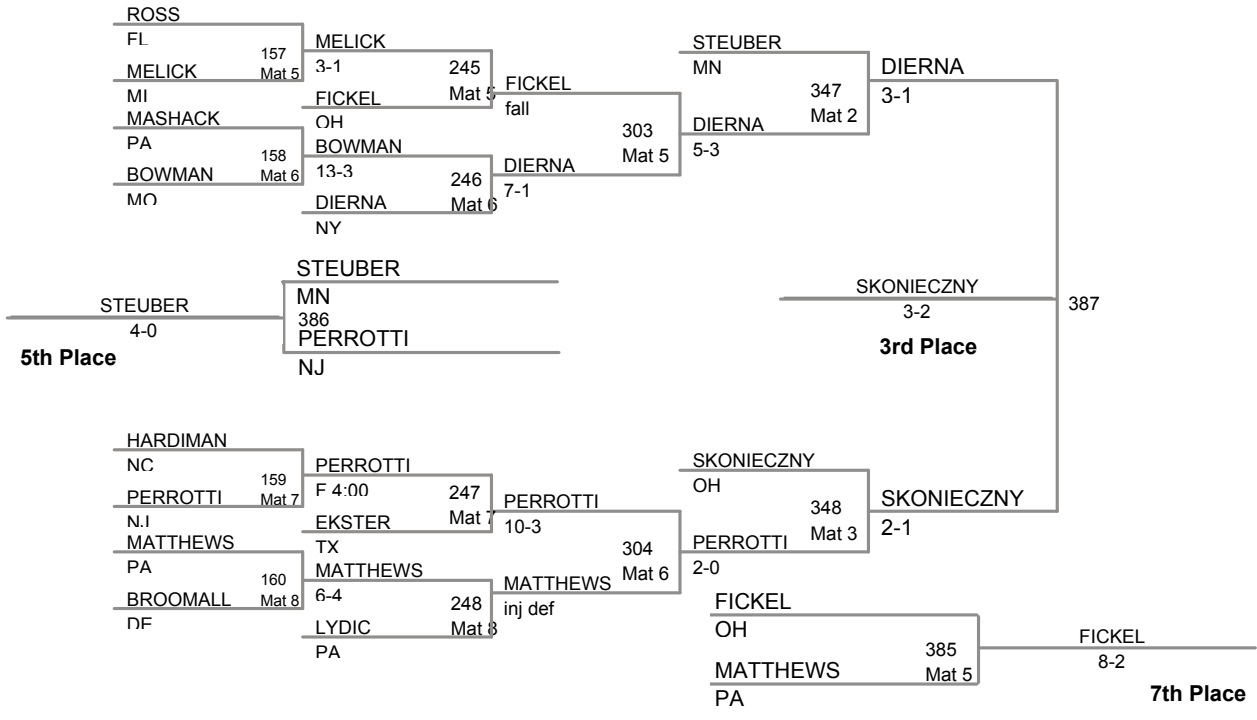 ROSS
FL
157
Mat 5
MELICK
MI
MELICK
3-1
245
Mat 5
FICKEL
OH
FICKEL
fall
MASHACK
PA
158
Mat 6
BOWMAN
MO
BOWMAN
13-3
246
Mat 6
DIERNA
NY
DIERNA
7-1
303
Mat 5
STEUBER
MN
347
Mat 2
DIERNA
5-3
DIERNA
3-1
STEUBER
MN
386
PERROTTI
NJ
STEUBER
4-0
5th Place
SKONIECZNY
3-2
3rd Place
387
HARDIMAN
NC
159
Mat 7
PERROTTI
NJ
PERROTTI
F 4:00
247
Mat 7
EKSTER
TX
PERROTTI
10-3
MATTHEWS
PA
160
Mat 8
BROOMALL
DE
MATTHEWS
6-4
248
Mat 8
LYDIC
PA
MATTHEWS
inj def
304
Mat 6
SKONIECZNY
OH
348
Mat 3
PERROTTI
2-0
SKONIECZNY
2-1
FICKEL
OH
385
Mat 5
MATTHEWS
PA
FICKEL
8-2
7th Place